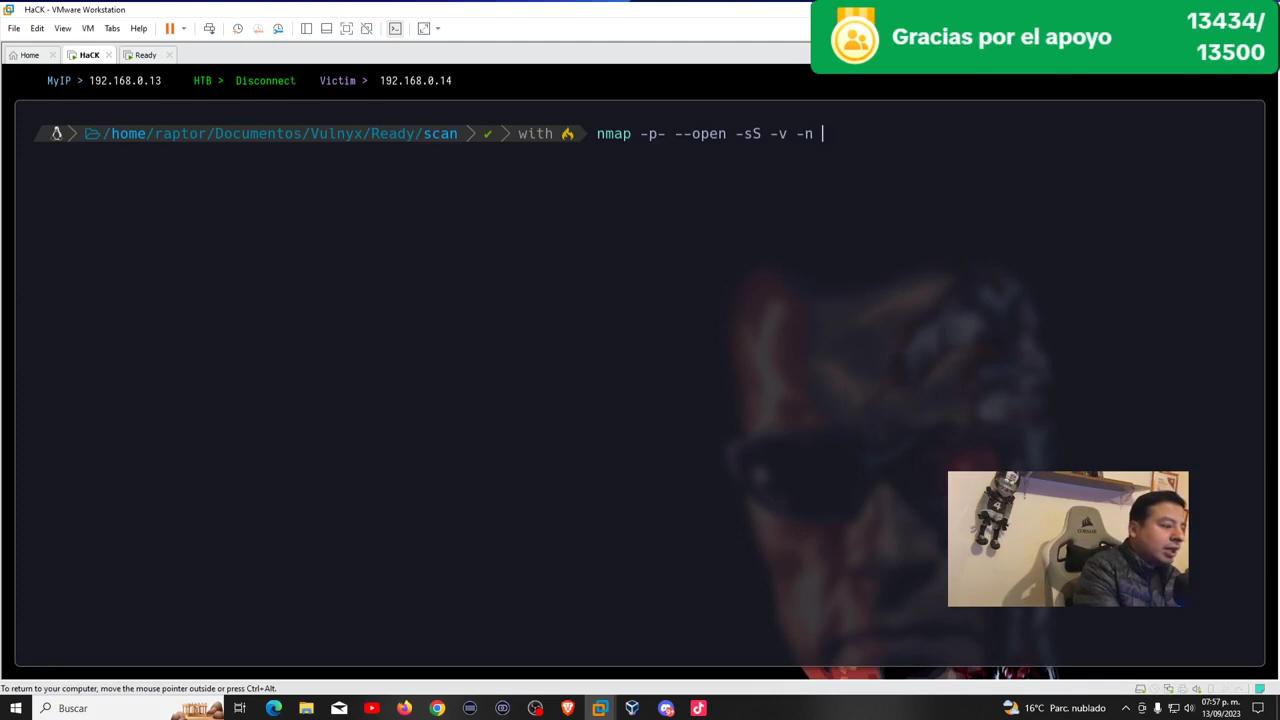 HaCK - VMware Workstation
File Edit View VM Tabs Help
Home HaCK Ready
Gracias por el apoyo
13434/
13500
MyIP > 192.168.0.13 HTB > Disconnect Victim > 192.168.0.14
/home/raptor/Documentos/Vulnyx/Ready/scan ✔ with nmap -p- --open -sS -v -n
CORSAIR
4
To return to your computer, move the mouse pointer outside or press Ctrl+Alt.
Buscar
16°C Parc. nublado
07:57 p. m.
13/09/2023